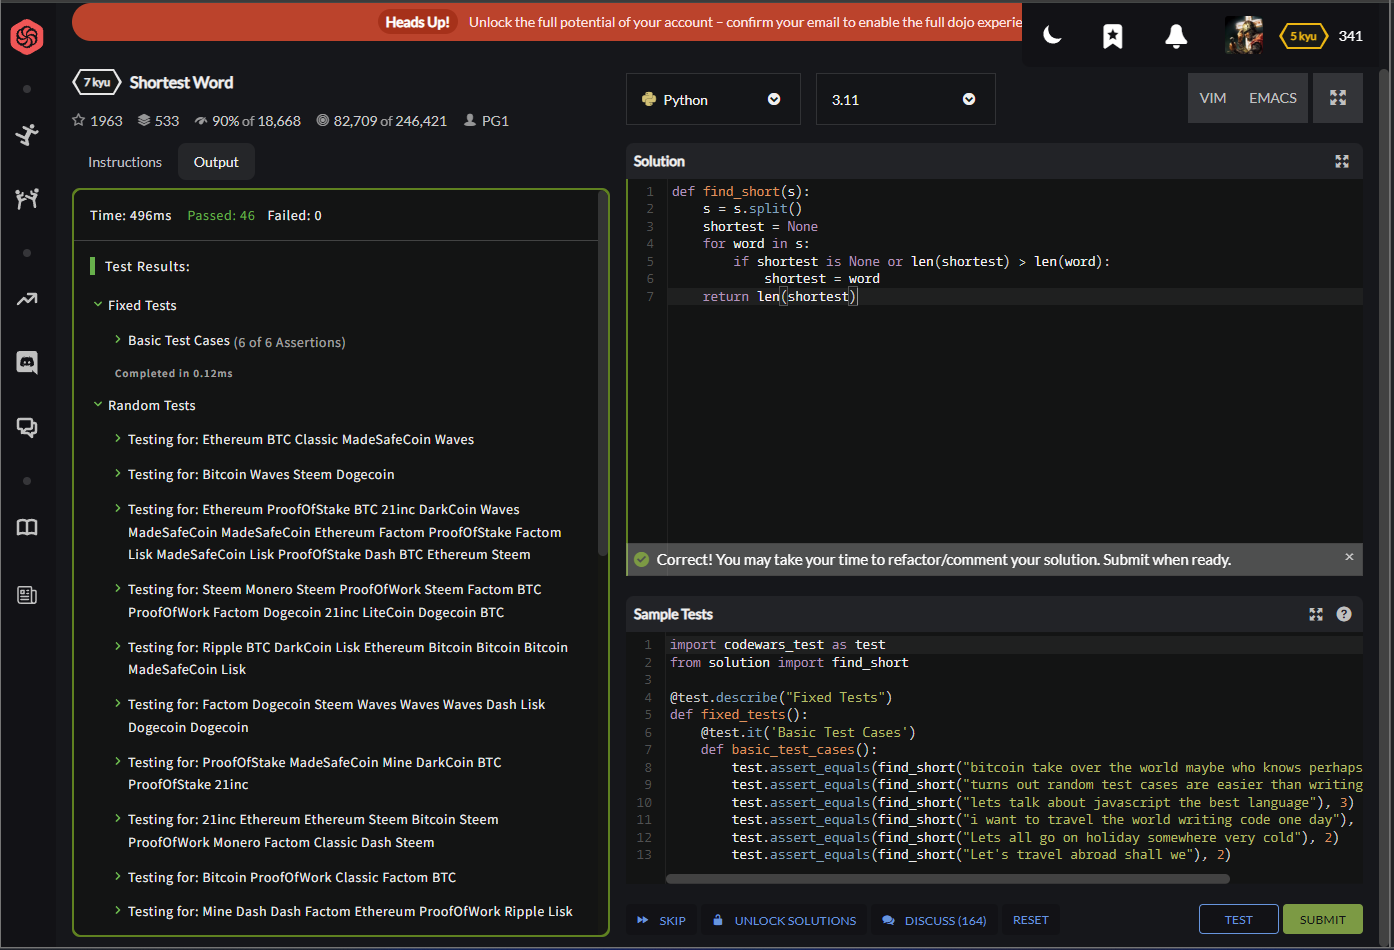 Heads Up! Unlock the full potential of your account – confirm your email to enable the full dojo experie
5 kyu 341
7 kyu Shortest Word
1963 533 90% of 18,668 82,709 of 246,421 PG1
Instructions Output
Time: 496ms Passed: 46 Failed: 0
Test Results:
Fixed Tests
Basic Test Cases (6 of 6 Assertions)
Completed in 0.12ms
Random Tests
Testing for: Ethereum BTC Classic MadeSafeCoin Waves
Testing for: Bitcoin Waves Steem Dogecoin
Testing for: Ethereum ProofOfStake BTC 21inc DarkCoin Waves
MadeSafeCoin MadeSafeCoin Ethereum Factom ProofOfStake Factom
Lisk MadeSafeCoin Lisk ProofOfStake Dash BTC Ethereum Steem
Testing for: Steem Monero Steem ProofOfWork Steem Factom BTC
ProofOfWork Factom Dogecoin 21inc LiteCoin Dogecoin BTC
Testing for: Ripple BTC DarkCoin Lisk Ethereum Bitcoin Bitcoin Bitcoin
MadeSafeCoin Lisk
Testing for: Factom Dogecoin Steem Waves Waves Waves Dash Lisk
Dogecoin Dogecoin
Testing for: ProofOfStake MadeSafeCoin Mine DarkCoin BTC
ProofOfStake 21inc
Testing for: 21inc Ethereum Ethereum Steem Bitcoin Steem
ProofOfWork Monero Factom Classic Dash Steem
Testing for: Bitcoin ProofOfWork Classic Factom BTC
Testing for: Mine Dash Dash Factom Ethereum ProofOfWork Ripple Lisk
Python 3.11 VIM EMACS
Solution
1 def find_short(s):
2     s = s.split()
3     shortest = None
4     for word in s:
5         if shortest is None or len(shortest) > len(word):
6             shortest = word
7     return len(shortest)
Correct! You may take your time to refactor/comment your solution. Submit when ready. ×
Sample Tests ?
1 import codewars_test as test
2 from solution import find_short
3
4 @test.describe("Fixed Tests")
5 def fixed_tests():
6     @test.it('Basic Test Cases')
7     def basic_test_cases():
8         test.assert_equals(find_short("bitcoin take over the world maybe who knows perhaps
9         test.assert_equals(find_short("turns out random test cases are easier than writing
10         test.assert_equals(find_short("lets talk about javascript the best language"), 3)
11         test.assert_equals(find_short("i want to travel the world writing code one day"),
12         test.assert_equals(find_short("Lets all go on holiday somewhere very cold"), 2)
13         test.assert_equals(find_short("Let's travel abroad shall we"), 2)
SKIP UNLOCK SOLUTIONS DISCUSS (164) RESET TEST SUBMIT